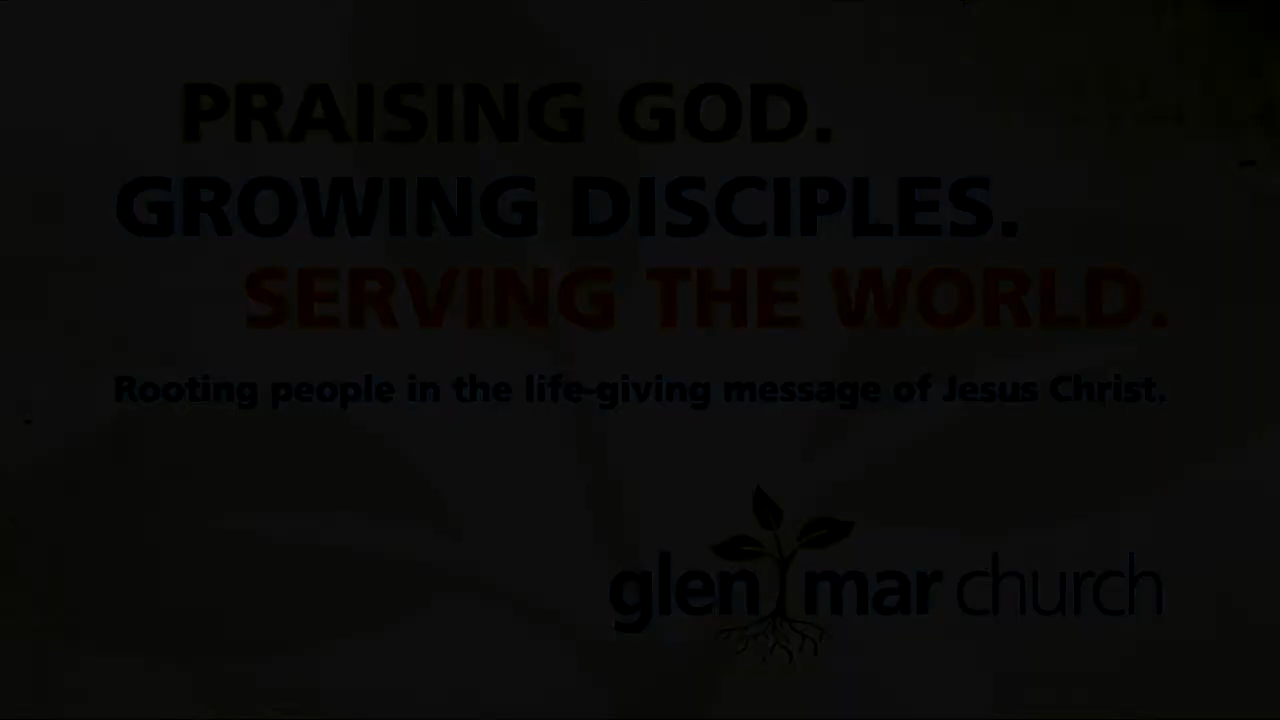 PRAISING GOD.
GROWING DISCIPLES.
SERVING THE WORLD.
Rooting people in the life-giving message of Jesus Christ.
glen mar church